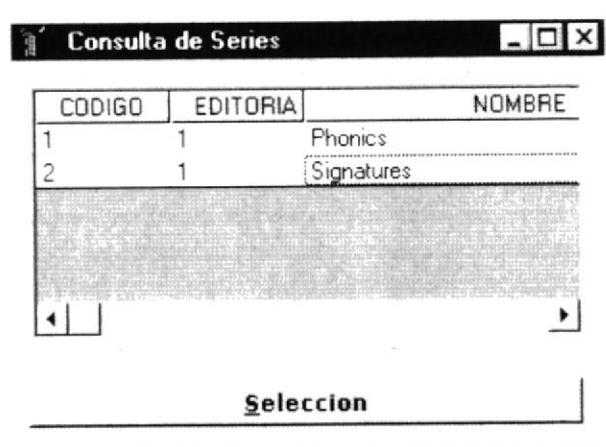 Consulta de Series
CODIGO EDITORIA NOMBRE
1 1 Phonics
2 1 Signatures
Seleccion